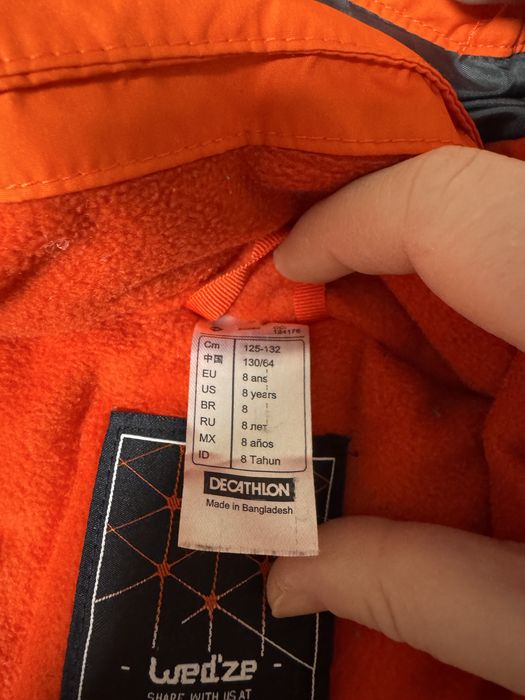 Cm 125-132
中国 130/64
EU 8 ans
US 8 years
BR 8
RU 8 лет
MX 8 años
ID 8 Tahun
DECATHLON
Made in Bangladesh
- Wed'ze -
SHARE WITH US AT